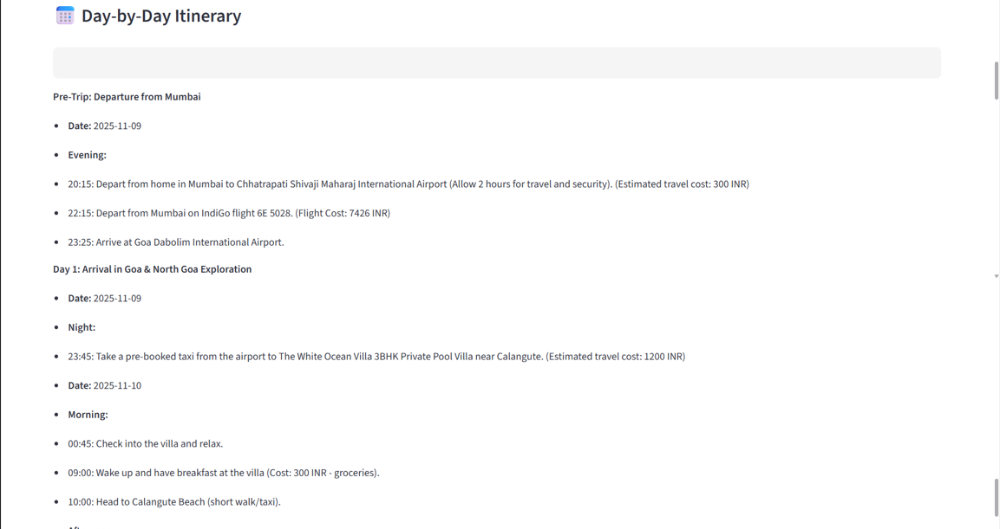 Day-by-Day Itinerary
Pre-Trip: Departure from Mumbai
Date: 2025-11-09
Evening:
20:15: Depart from home in Mumbai to Chhatrapati Shivaji Maharaj International Airport (Allow 2 hours for travel and security). (Estimated travel cost: 300 INR)
22:15: Depart from Mumbai on IndiGo flight 6E 5028. (Flight Cost: 7426 INR)
23:25: Arrive at Goa Dabolim International Airport.
Day 1: Arrival in Goa & North Goa Exploration
Date: 2025-11-09
Night:
23:45: Take a pre-booked taxi from the airport to The White Ocean Villa 3BHK Private Pool Villa near Calangute. (Estimated travel cost: 1200 INR)
Date: 2025-11-10
Morning:
00:45: Check into the villa and relax.
09:00: Wake up and have breakfast at the villa (Cost: 300 INR - groceries).
10:00: Head to Calangute Beach (short walk/taxi).